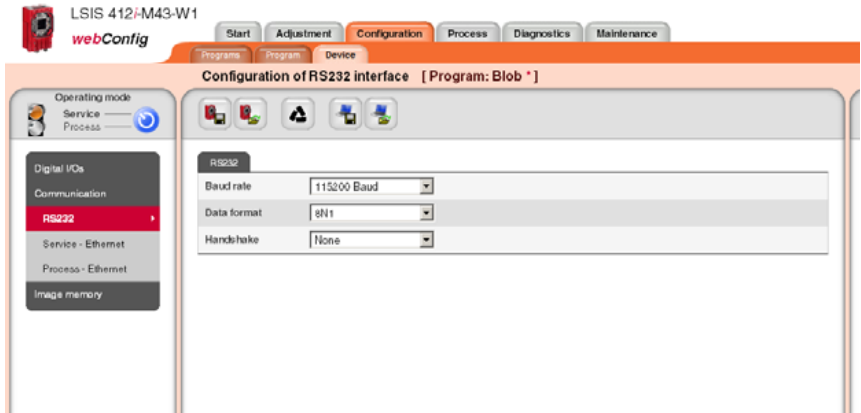 LSIS 412i-M43-W1
webConfig
Start Adjustment Configuration Process Diagnostics Maintenance
Programs Program Device
Configuration of RS232 interface [Program: Blob *]
Operating mode
Service
Process
RS232
Digital I/Os
Baud rate 115200 Baud
Communication
Data format 8N1
RS232
Handshake None
Service - Ethernet
Process - Ethernet
Image memory